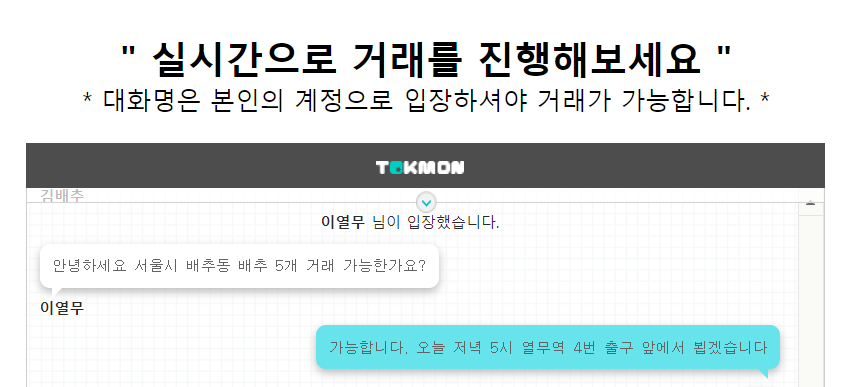 " 실시간으로 거래를 진행해보세요 "
* 대화명은 본인의 계정으로 입장하셔야 거래가 가능합니다. *
TOKMON
김배추
이열무 님이 입장했습니다.
안녕하세요 서울시 배추동 배추 5개 거래 가능한가요?
이열무
가능합니다. 오늘 저녁 5시 열무역 4번 출구 앞에서 뵙겠습니다